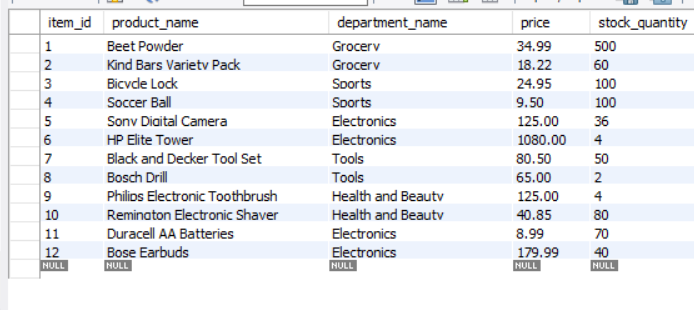 item_id product_name department_name price stock_quantity
1 Beet Powder Grocery 34.99 500
2 Kind Bars Variety Pack Grocery 18.22 60
3 Bicycle Lock Sports 24.95 100
4 Soccer Ball Sports 9.50 100
5 Sony Digital Camera Electronics 125.00 36
6 HP Elite Tower Electronics 1080.00 4
7 Black and Decker Tool Set Tools 80.50 50
8 Bosch Drill Tools 65.00 2
9 Philips Electronic Toothbrush Health and Beauty 125.00 4
10 Remington Electronic Shaver Health and Beauty 40.85 80
11 Duracell AA Batteries Electronics 8.99 70
12 Bose Earbuds Electronics 179.99 40
NULL NULL NULL NULL NULL